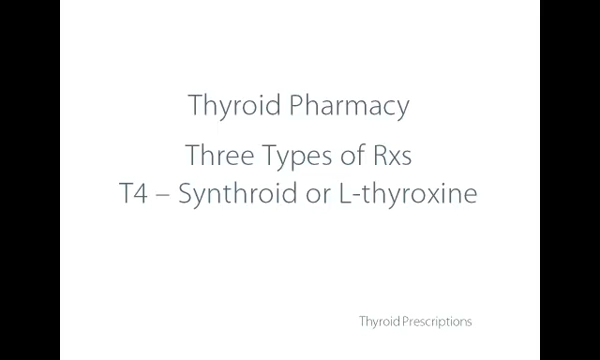 Thyroid Pharmacy
Three Types of Rxs
T4 – Synthroid or L-thyroxine
Thyroid Prescriptions